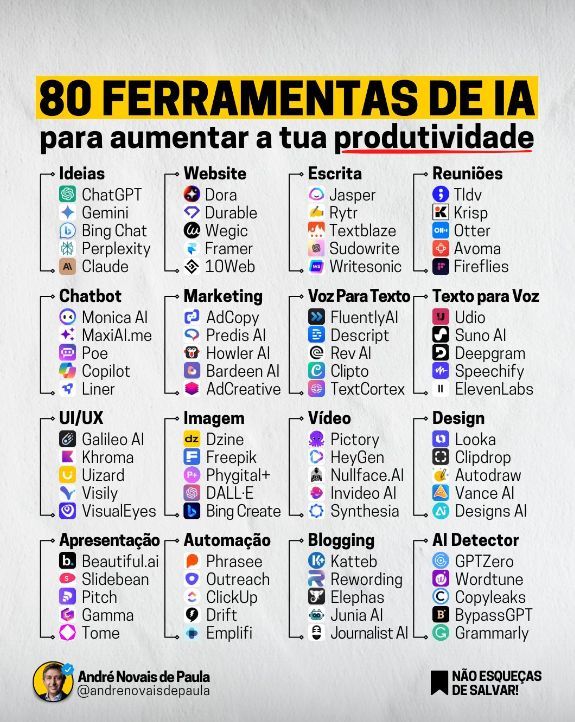 80 FERRAMENTAS DE IA
para aumentar a tua produtividade
Ideias
ChatGPT
Gemini
Bing Chat
Perplexity
Claude
Website
Dora
Durable
Wegic
Framer
10Web
Escrita
Jasper
Rytr
Textblaze
Sudowrite
Writesonic
Reuniões
Tldv
Krisp
Otter
Avoma
Fireflies
Chatbot
Monica AI
MaxiAI.me
Poe
Copilot
Liner
Marketing
AdCopy
Predis AI
Howler AI
Bardeen AI
AdCreative
Voz Para Texto
FluentlyAI
Descript
Rev AI
Clipto
TextCortex
Texto para Voz
Udio
Suno AI
Deepgram
Speechify
ElevenLabs
UI/UX
Galileo AI
Khroma
Uizard
Visily
VisualEyes
Imagem
Dzine
Freepik
Phygital+
DALL·E
Bing Create
Vídeo
Pictory
HeyGen
Nullface.AI
Invideo AI
Synthesia
Design
Looka
Clipdrop
Autodraw
Vance AI
Designs AI
Apresentação
Beautiful.ai
Slidebean
Pitch
Gamma
Tome
Automação
Phrasee
Outreach
ClickUp
Drift
Emplifi
Blogging
Katteb
Rewording
Elephas
Junia AI
Journalist AI
AI Detector
GPTZero
Wordtune
Copyleaks
BypassGPT
Grammarly
André Novais de Paula
@andrenovaisdepaula
NÃO ESQUEÇAS
DE SALVAR!